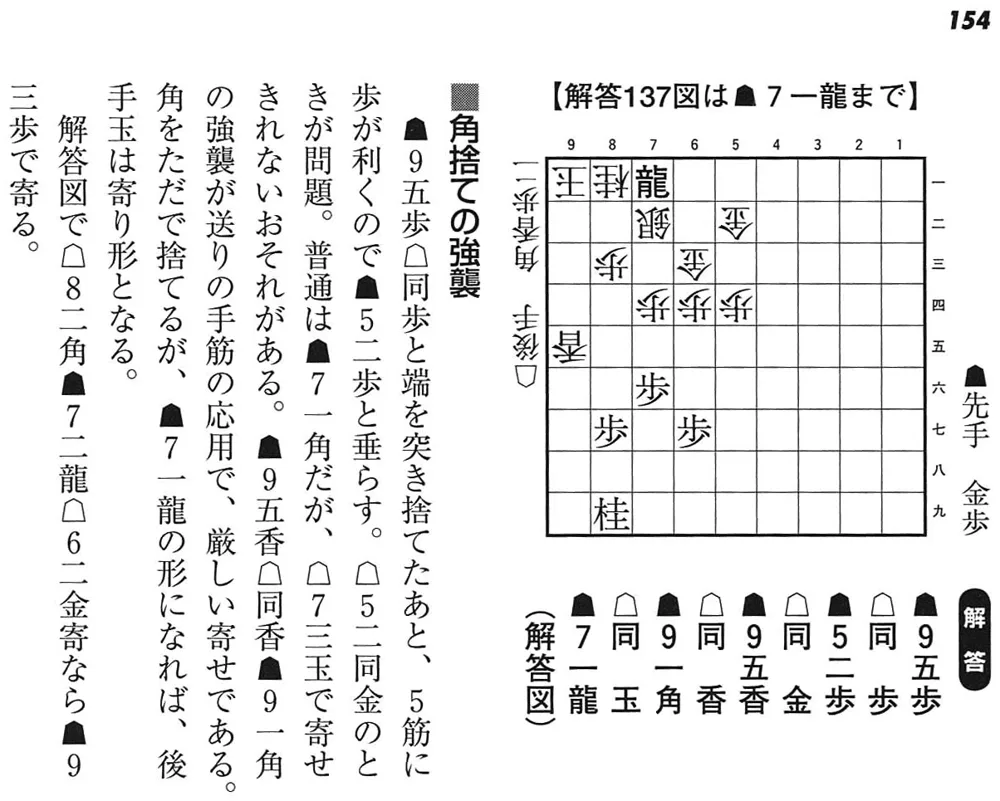 154
【解答137図は☗7一龍まで】
9 8 7 6 5 4 3 2 1
玉 桂 龍 一
銀 金 二
歩 金 三
歩 歩 歩 四
香 五
歩 六
歩 歩 七
八
桂 九
☖後手 角香歩二
☗先手 金歩
解答
☗9五歩
☖同 歩
☗5二歩
☖同 金
☗9五香
☖同 香
☗9一角
☖同 玉
☗7一龍
(解答図)
■角捨ての強襲
☗9五歩☖同歩と端を突き捨てたあと、5筋に
歩が利くので☗5二歩と垂らす。☖5二同金のと
きが問題。普通は☗7一角だが、☖7三玉で寄せ
きれないおそれがある。☗9五香☖同香☗9一角
の強襲が送りの手筋の応用で、厳しい寄せである。
角をただで捨てるが、☗7一龍の形になれば、後
手玉は寄り形となる。
解答図で☖8二角☗7二龍☖6二金寄なら☗9
三歩で寄る。